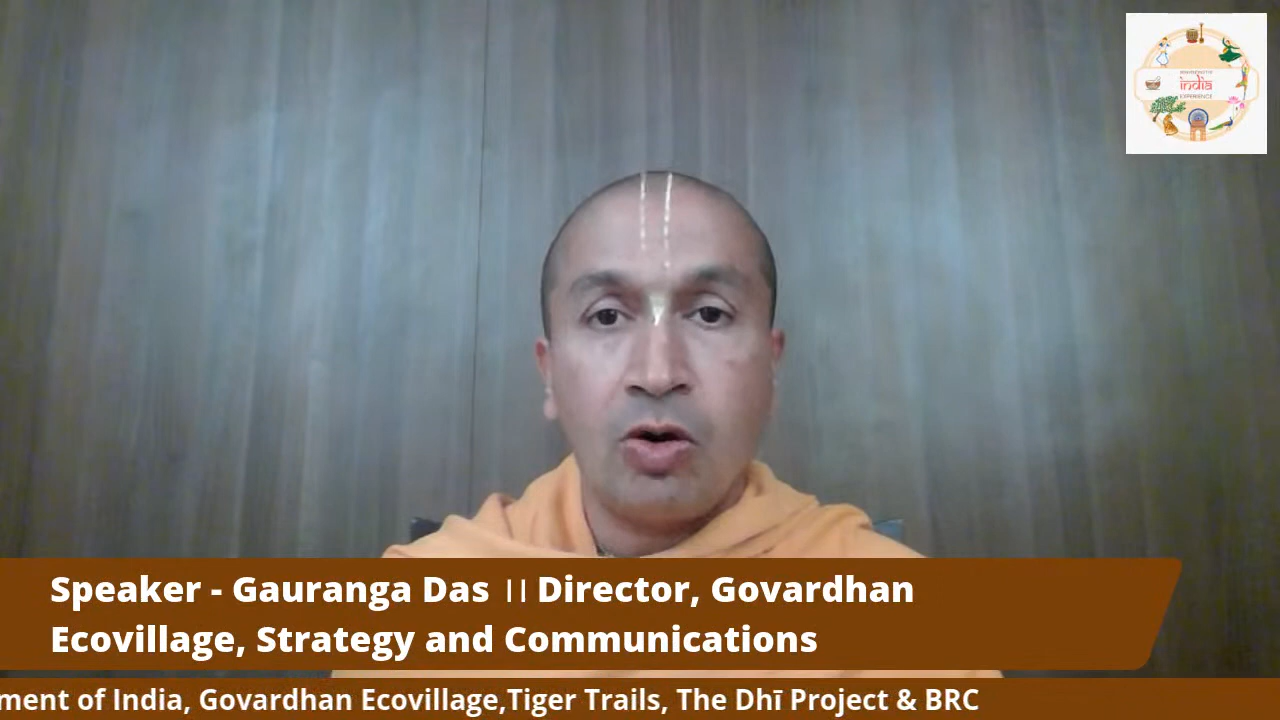 india
EXPERIENCE
Speaker - Gauranga Das || Director, Govardhan
Ecovillage, Strategy and Communications
ment of India, Govardhan Ecovillage,Tiger Trails, The Dhī Project & BRC